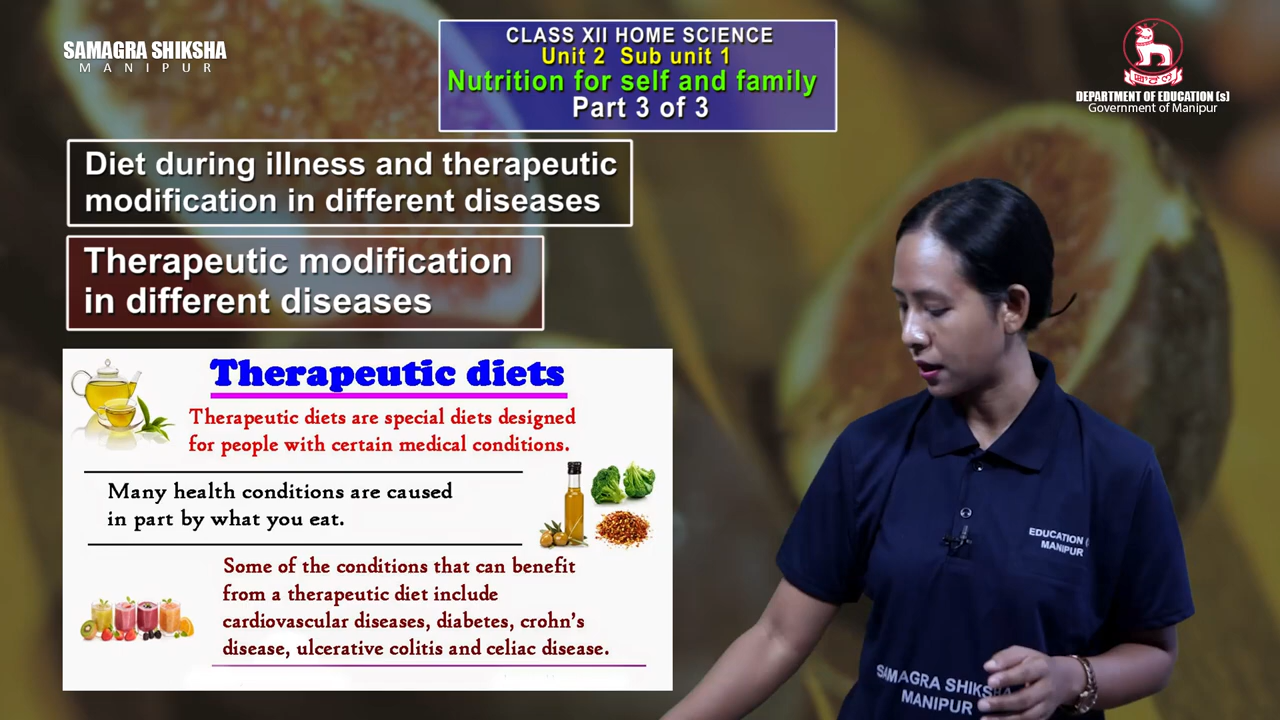 SAMAGRA SHIKSHA
MANIPUR
CLASS XII HOME SCIENCE
Unit 2 Sub unit 1
Nutrition for self and family
Part 3 of 3
DEPARTMENT OF EDUCATION (s)
Government of Manipur
Diet during illness and therapeutic
modification in different diseases
Therapeutic modification
in different diseases
Therapeutic diets
Therapeutic diets are special diets designed
for people with certain medical conditions.
Many health conditions are caused
in part by what you eat.
Some of the conditions that can benefit
from a therapeutic diet include
cardiovascular diseases, diabetes, crohn's
disease, ulcerative colitis and celiac disease.
EDUCATION
MANIPUR
SAMAGRA SHIKSHA
MANIPUR